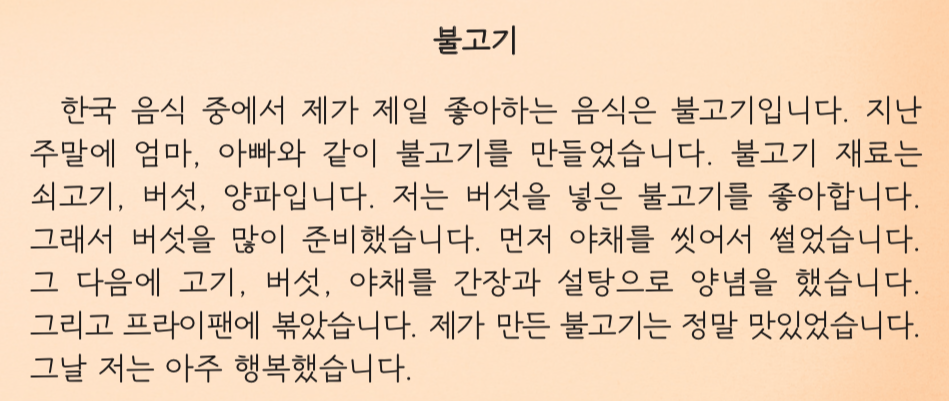 불고기
한국 음식 중에서 제가 제일 좋아하는 음식은 불고기입니다. 지난
주말에 엄마, 아빠와 같이 불고기를 만들었습니다. 불고기 재료는
쇠고기, 버섯, 양파입니다. 저는 버섯을 넣은 불고기를 좋아합니다.
그래서 버섯을 많이 준비했습니다. 먼저 야채를 씻어서 썰었습니다.
그 다음에 고기, 버섯, 야채를 간장과 설탕으로 양념을 했습니다.
그리고 프라이팬에 볶았습니다. 제가 만든 불고기는 정말 맛있었습니다.
그날 저는 아주 행복했습니다.